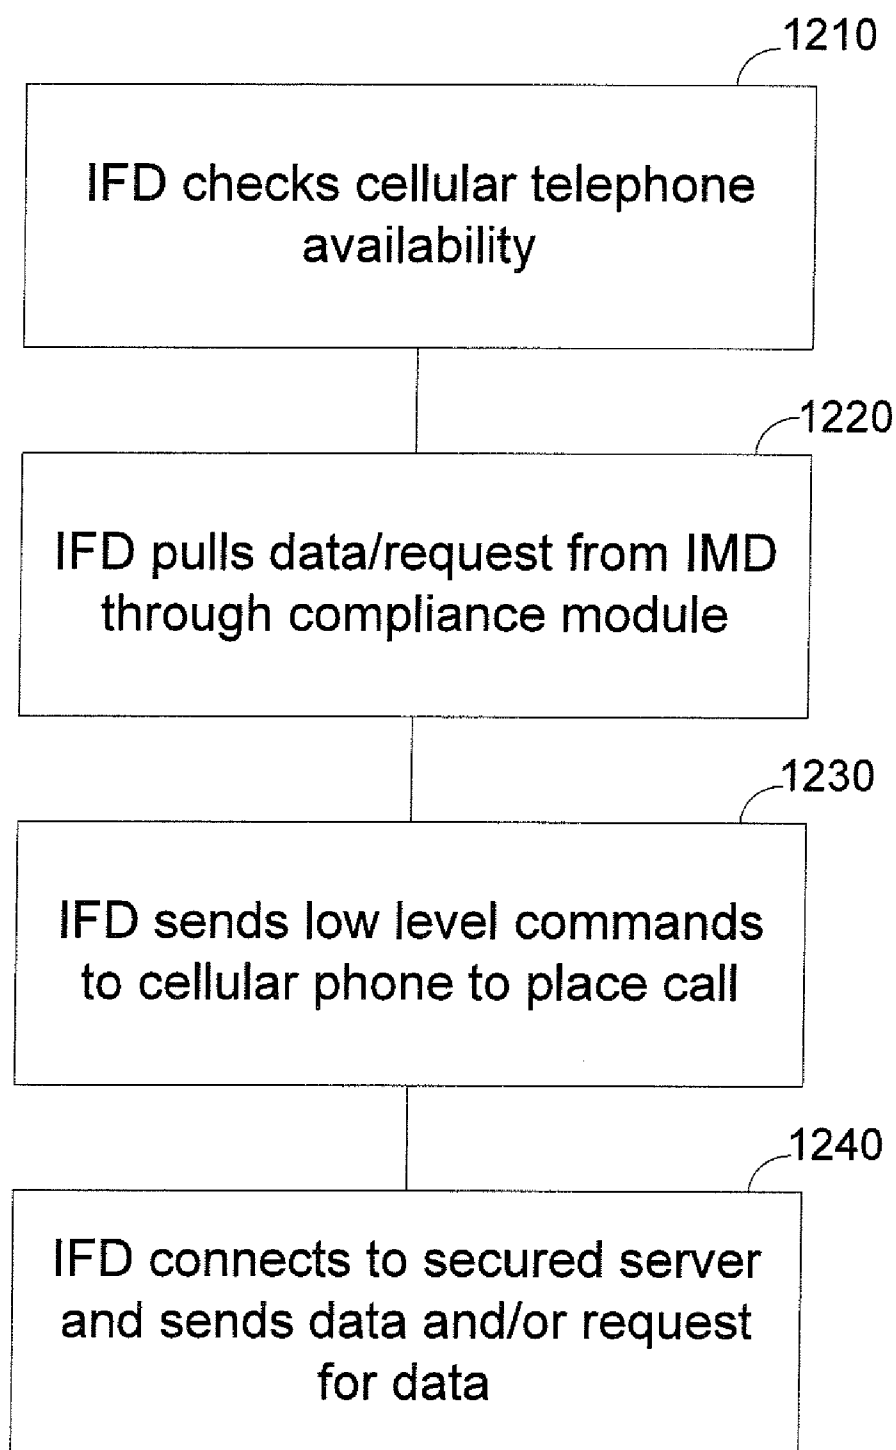 1210
IFD checks cellular telephone
availability
1220
IFD pulls data/request from IMD
through compliance module
1230
IFD sends low level commands
to cellular phone to place call
1240
IFD connects to secured server
and sends data and/or request
for data